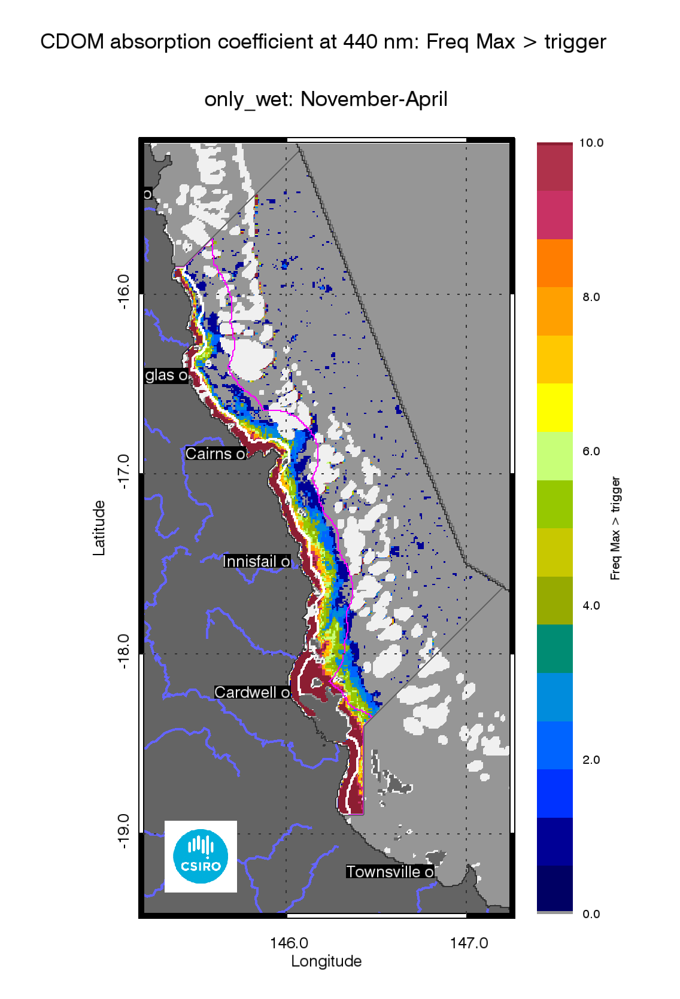 CDOM absorption coefficient at 440 nm: Freq Max > trigger
only_wet: November-April
10.0
o
-16.0
8.0
glas o
Cairns o
6.0
-17.0
Freq Max > trigger
Latitude
Innisfail o
4.0
-18.0
Cardwell o
2.0
-19.0
CSIRO
Townsville o
0.0
146.0
147.0
Longitude